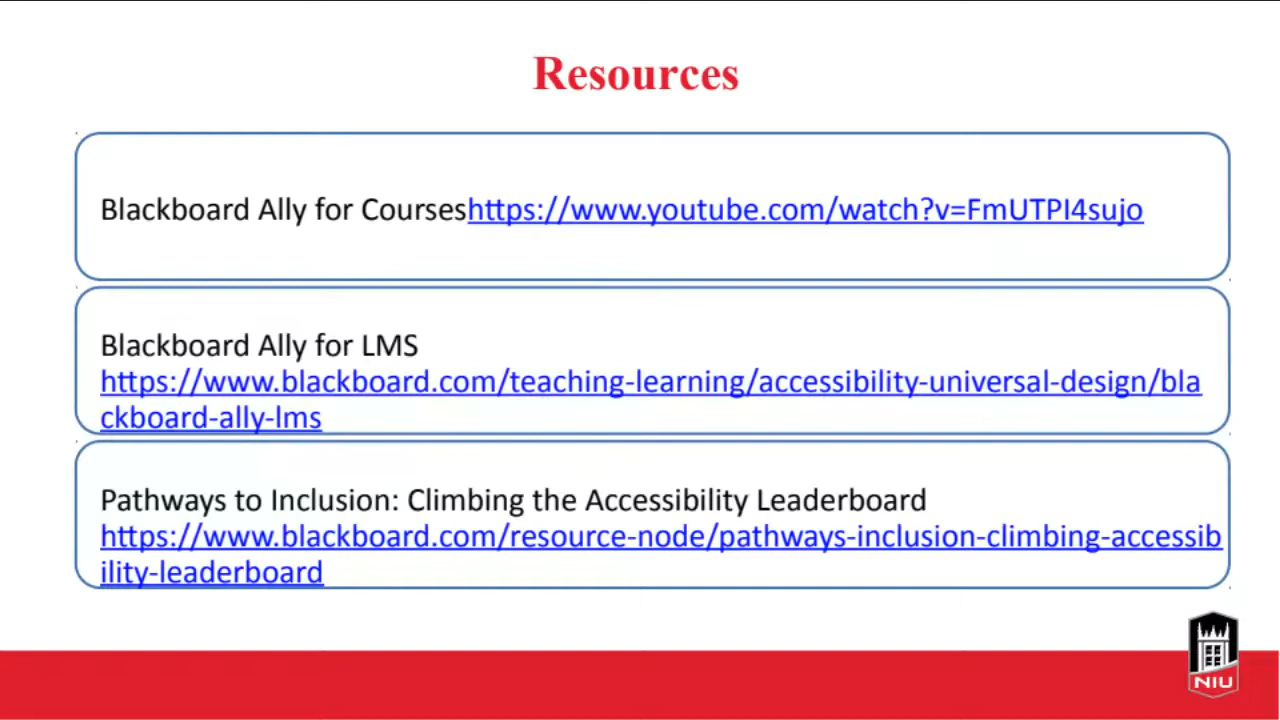 Resources
Blackboard Ally for Courseshttps://www.youtube.com/watch?v=FmUTPI4sujo
Blackboard Ally for LMS
https://www.blackboard.com/teaching-learning/accessibility-universal-design/bla
ckboard-ally-lms
Pathways to Inclusion: Climbing the Accessibility Leaderboard
https://www.blackboard.com/resource-node/pathways-inclusion-climbing-accessib
ility-leaderboard
NIU